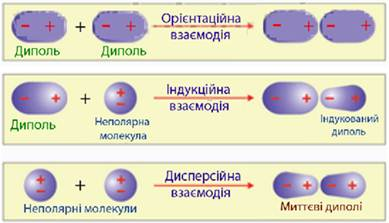 - + + - + Орієнтаційна взаємодія - + - +
Диполь Диполь
- + + + - Індукційна взаємодія - + - +
Диполь Неполярна молекула Індукований диполь
+ - + + - Дисперсійна взаємодія - + - +
Неполярні молекули Миттєві диполі